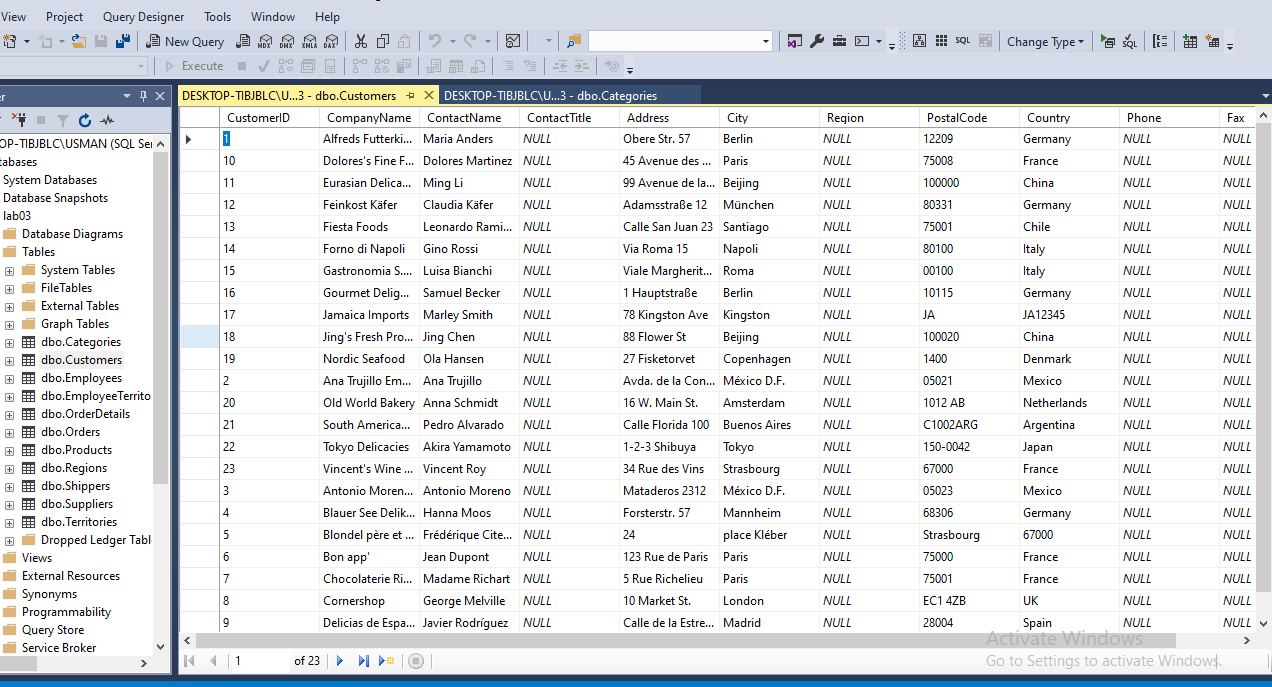 View Project Query Designer Tools Window Help
New Query MDX DMX XMLA DAX SQL Change Type SQL
Execute
er
DESKTOP-TIBJBLC\U...3 - dbo.Customers
DESKTOP-TIBJBLC\U...3 - dbo.Categories
OP-TIBJBLC\USMAN (SQL Ser
tabases
System Databases
Database Snapshots
lab03
Database Diagrams
Tables
System Tables
FileTables
External Tables
Graph Tables
dbo.Categories
dbo.Customers
dbo.Employees
dbo.EmployeeTerrito
dbo.OrderDetails
dbo.Orders
dbo.Products
dbo.Regions
dbo.Shippers
dbo.Suppliers
dbo.Territories
Dropped Ledger Tabl
Views
External Resources
Synonyms
Programmability
Query Store
Service Broker
CustomerID CompanyName ContactName ContactTitle Address City Region PostalCode Country Phone Fax
1 Alfreds Futterki... Maria Anders NULL Obere Str. 57 Berlin NULL 12209 Germany NULL NULL
10 Dolores's Fine F... Dolores Martinez NULL 45 Avenue des ... Paris NULL 75008 France NULL NULL
11 Eurasian Delica... Ming Li NULL 99 Avenue de la... Beijing NULL 100000 China NULL NULL
12 Feinkost Käfer Claudia Käfer NULL Adamsstraße 12 München NULL 80331 Germany NULL NULL
13 Fiesta Foods Leonardo Rami... NULL Calle San Juan 23 Santiago NULL 75001 Chile NULL NULL
14 Forno di Napoli Gino Rossi NULL Via Roma 15 Napoli NULL 80100 Italy NULL NULL
15 Gastronomia S.... Luisa Bianchi NULL Viale Margherit... Roma NULL 00100 Italy NULL NULL
16 Gourmet Delig... Samuel Becker NULL 1 Hauptstraße Berlin NULL 10115 Germany NULL NULL
17 Jamaica Imports Marley Smith NULL 78 Kingston Ave Kingston NULL JA JA12345 NULL NULL
18 Jing's Fresh Pro... Jing Chen NULL 88 Flower St Beijing NULL 100020 China NULL NULL
19 Nordic Seafood Ola Hansen NULL 27 Fisketorvet Copenhagen NULL 1400 Denmark NULL NULL
2 Ana Trujillo Em... Ana Trujillo NULL Avda. de la Con... México D.F. NULL 05021 Mexico NULL NULL
20 Old World Bakery Anna Schmidt NULL 16 W. Main St. Amsterdam NULL 1012 AB Netherlands NULL NULL
21 South America... Pedro Alvarado NULL Calle Florida 100 Buenos Aires NULL C1002ARG Argentina NULL NULL
22 Tokyo Delicacies Akira Yamamoto NULL 1-2-3 Shibuya Tokyo NULL 150-0042 Japan NULL NULL
23 Vincent's Wine ... Vincent Roy NULL 34 Rue des Vins Strasbourg NULL 67000 France NULL NULL
3 Antonio Moren... Antonio Moreno NULL Mataderos 2312 México D.F. NULL 05023 Mexico NULL NULL
4 Blauer See Delik... Hanna Moos NULL Forsterstr. 57 Mannheim NULL 68306 Germany NULL NULL
5 Blondel père et ... Frédérique Cite... NULL 24 place Kléber NULL Strasbourg 67000 NULL NULL
6 Bon app' Jean Dupont NULL 123 Rue de Paris Paris NULL 75000 France NULL NULL
7 Chocolaterie Ri... Madame Richart NULL 5 Rue Richelieu Paris NULL 75001 France NULL NULL
8 Cornershop George Melville NULL 10 Market St. London NULL EC1 4ZB UK NULL NULL
9 Delicias de Espa... Javier Rodríguez NULL Calle de la Estre... Madrid NULL 28004 Spain NULL NULL
1 of 23
Activate Windows
Go to Settings to activate Windows.